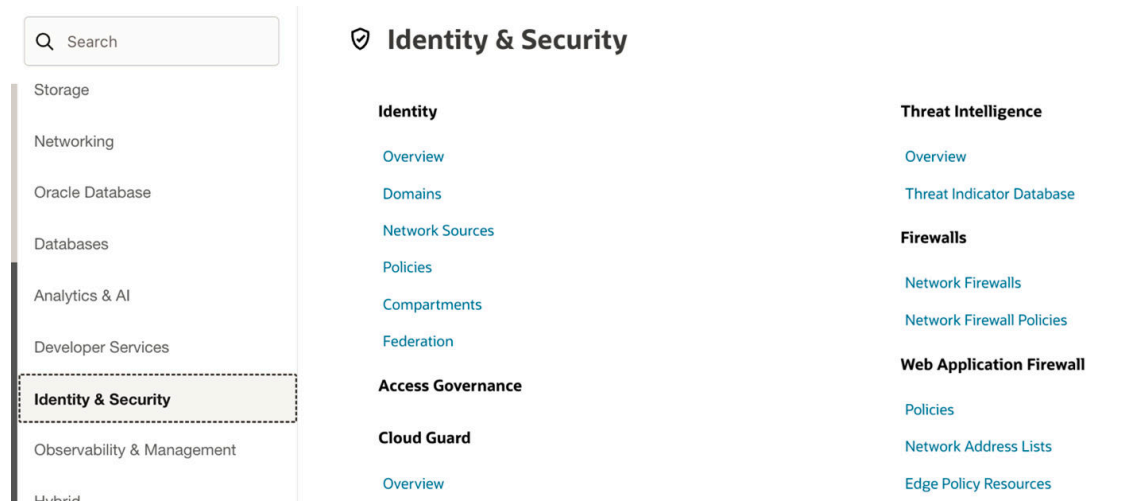 Search
Storage
Networking
Oracle Database
Databases
Analytics & AI
Developer Services
Identity & Security
Observability & Management
Hybrid
Identity & Security
Identity
Overview
Domains
Network Sources
Policies
Compartments
Federation
Access Governance
Cloud Guard
Overview
Threat Intelligence
Overview
Threat Indicator Database
Firewalls
Network Firewalls
Network Firewall Policies
Web Application Firewall
Policies
Network Address Lists
Edge Policy Resources